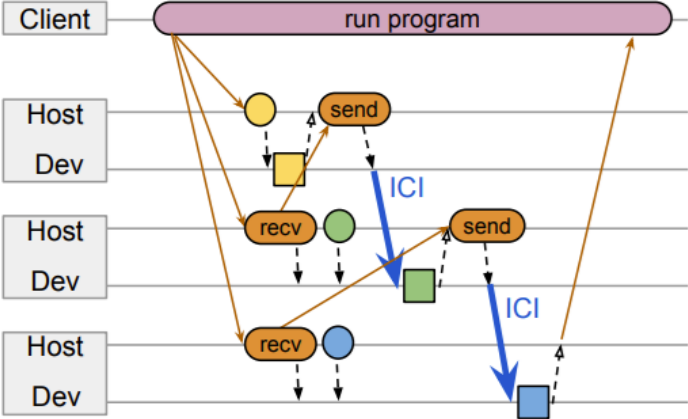 Client
run program
Host
send
Dev
ICI
Host
recv
send
Dev
ICI
Host
recv
Dev